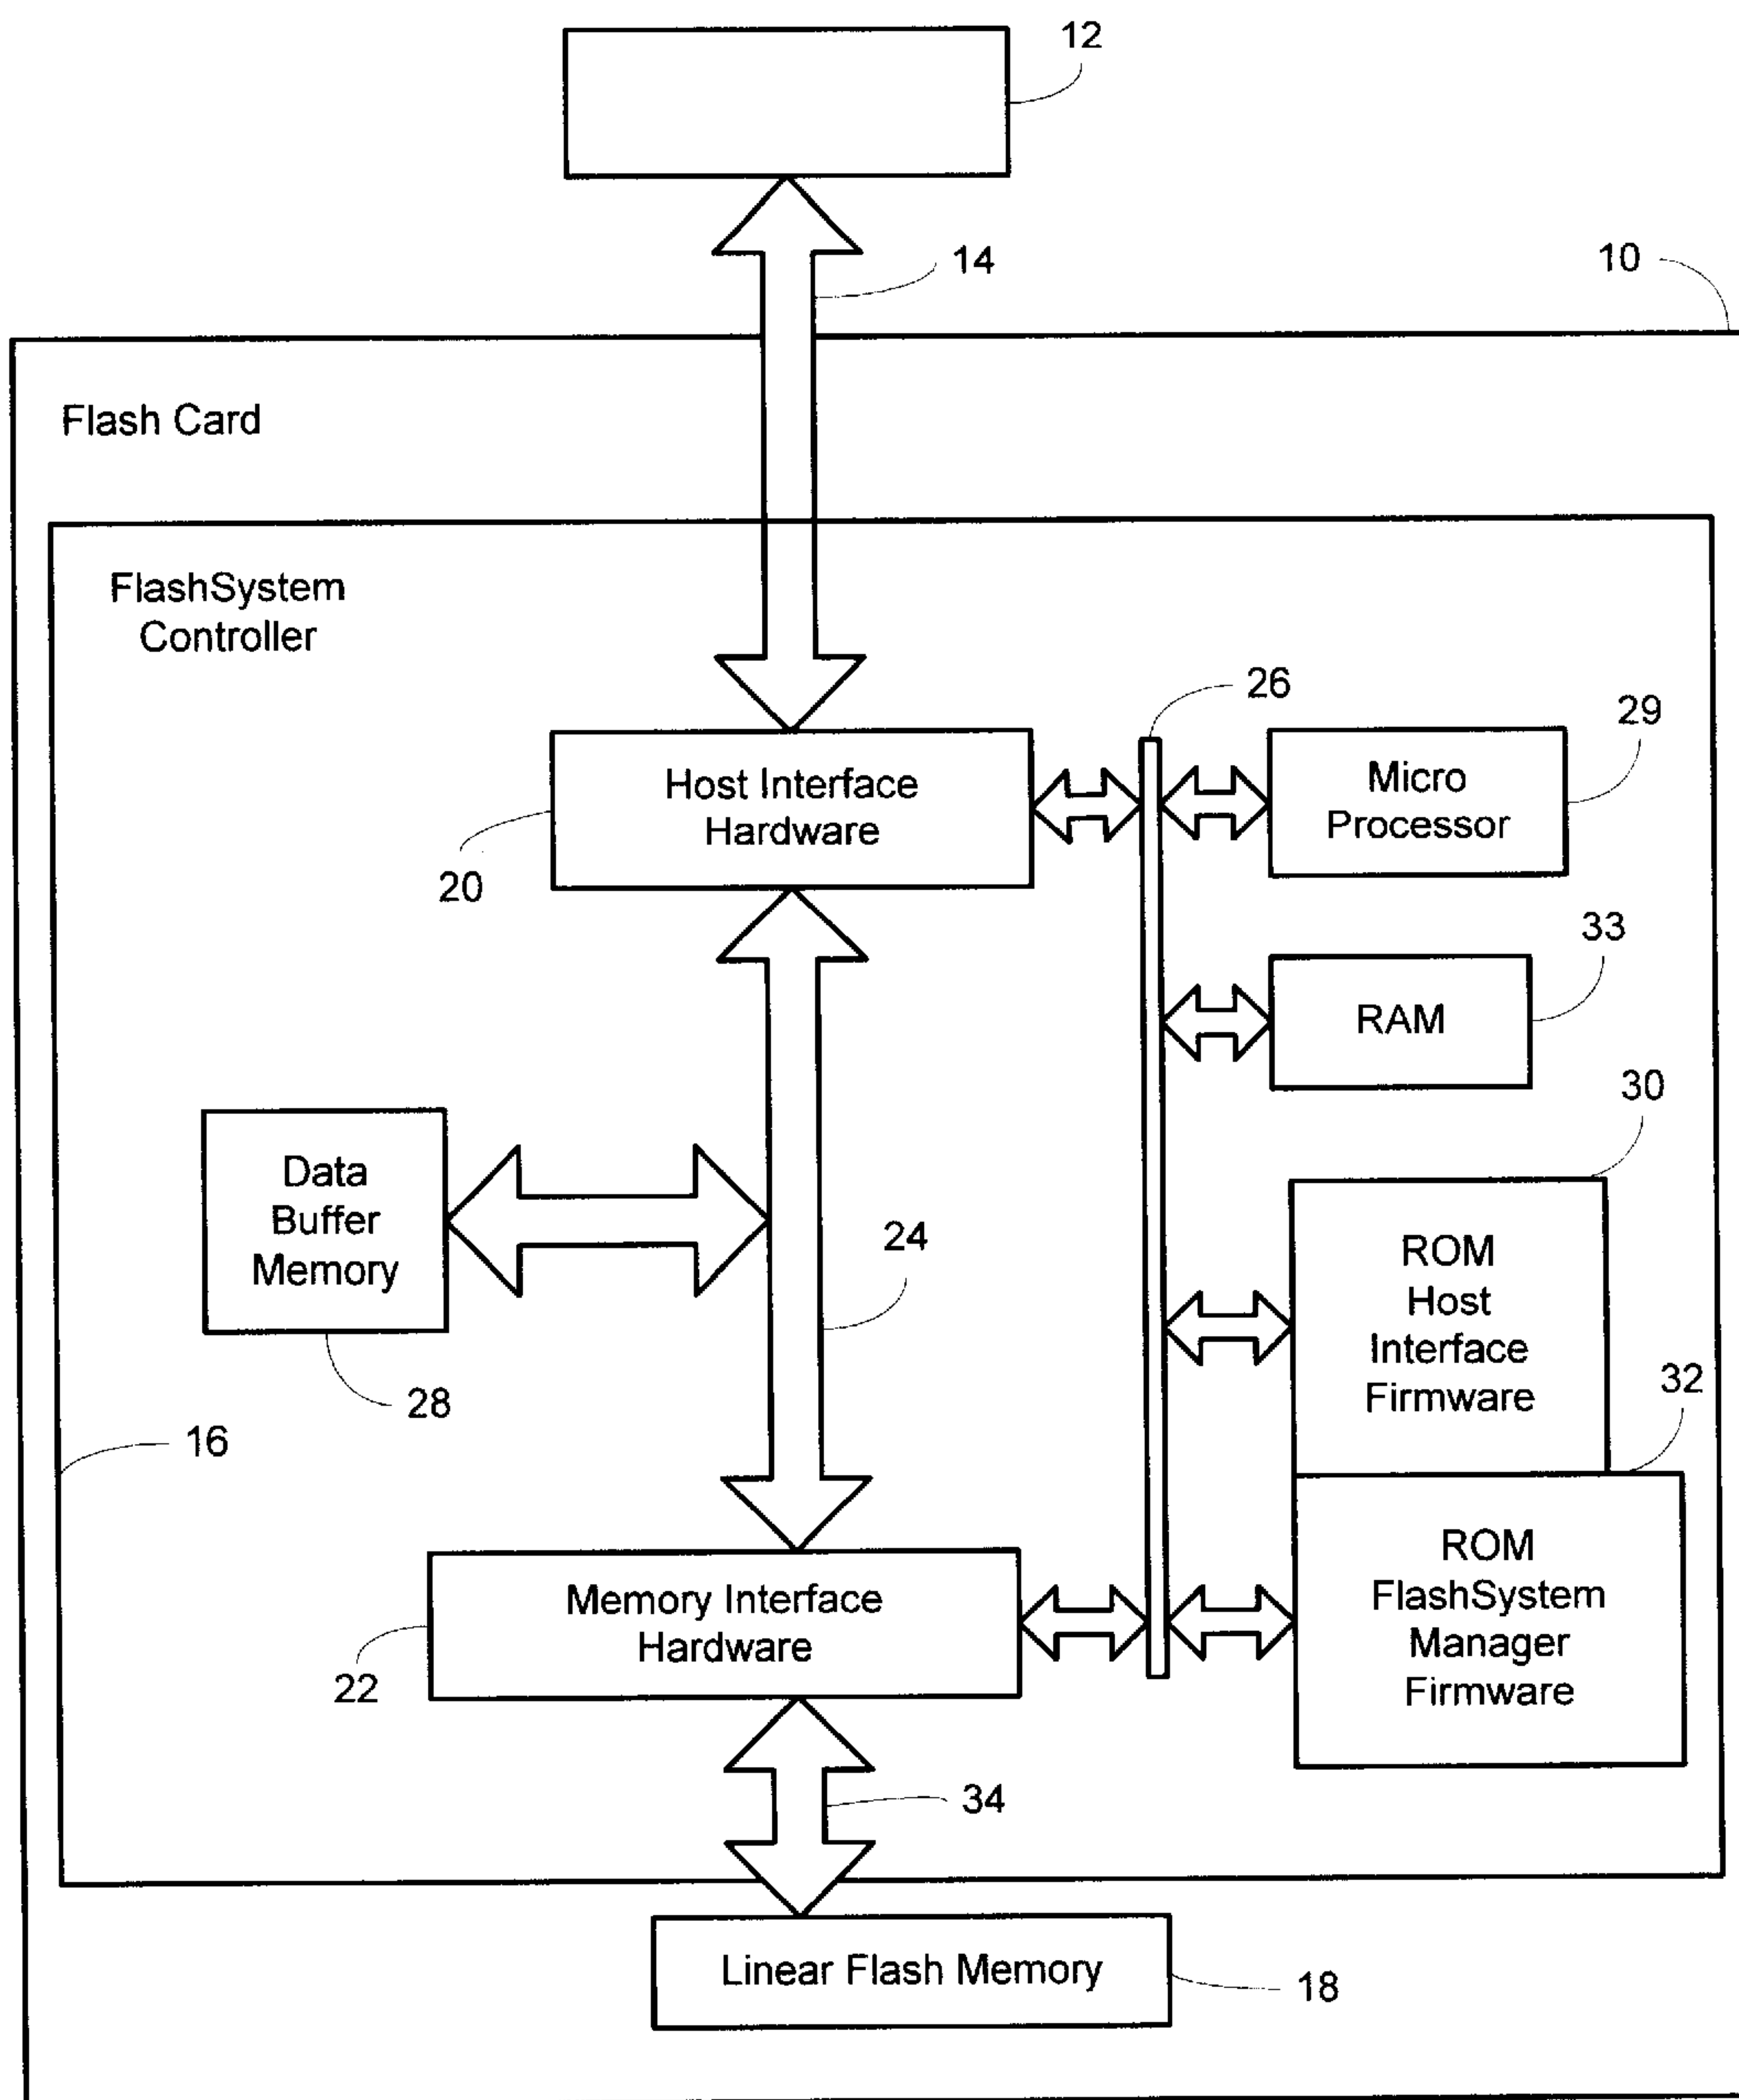 12
14
10
Flash Card
FlashSystem
Controller
26
29
Host Interface
Hardware
Micro
Processor
20
33
RAM
30
Data
Buffer
Memory
24
ROM
Host
Interface
Firmware
32
28
16
ROM
FlashSystem
Manager
Firmware
Memory Interface
Hardware
22
34
Linear Flash Memory
18